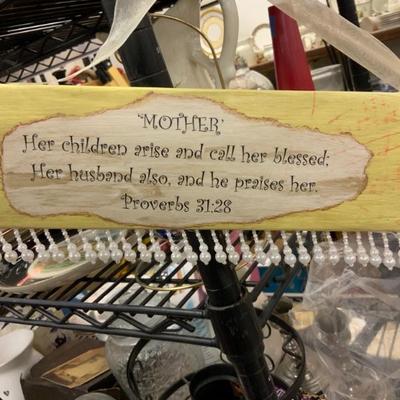 'MOTHER'
Her children arise and call her blessed;
Her husband also, and he praises her.
Proverbs 31:28